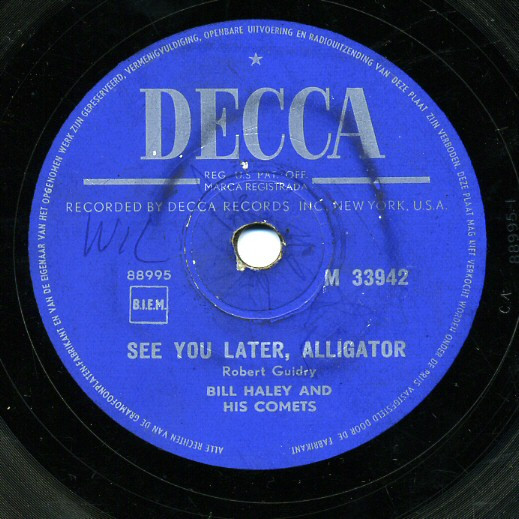 ALLE RECHTEN VAN DE GRAMOFOONPLATEN-FABRIKANT EN VAN DE EIGENAAR VAN HET OPGENOMEN WERK ZIJN GERESERVEERD, VERMENIGVULDIGING, OPENBARE UITVOERING EN RADIOUITZENDING VAN DEZE PLAAT ZIJN VERBODEN. DEZE PLAAT MAG NIET VERKOCHT WORDEN ONDER DE PRIJS VASTGESTELD DOOR DE FABRIKANT
DECCA
REG. U.S. PAT. OFF.
MARCA REGISTRADA
RECORDED BY DECCA RECORDS INC. NEW YORK, U.S.A.
88995
M 33942
B.I.E.M.
SEE YOU LATER, ALLIGATOR
Robert Guidry
BILL HALEY AND
HIS COMETS